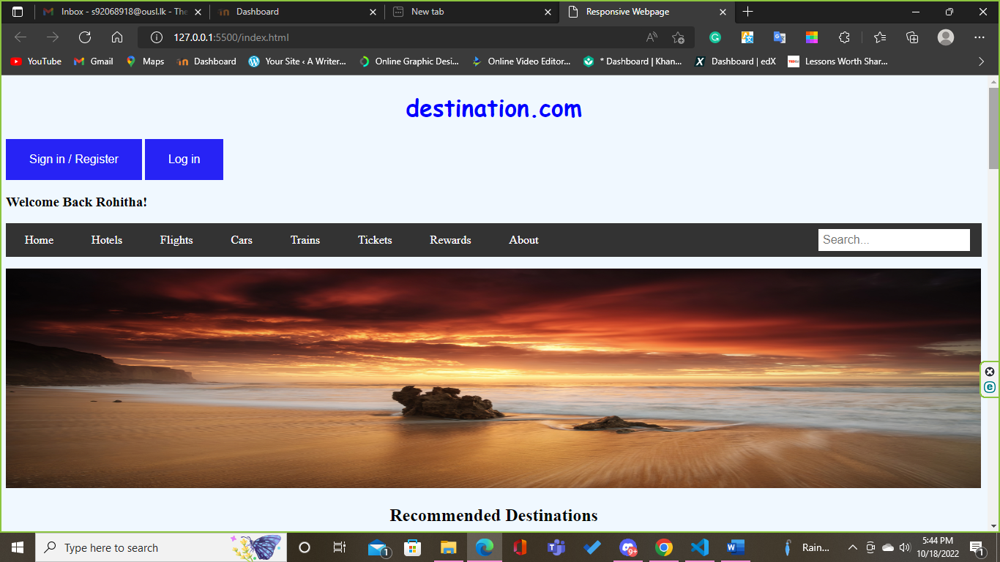 Inbox - s92068918@ousl.lk - The
Dashboard
New tab
Responsive Webpage
127.0.0.1:5500/index.html
YouTube
Gmail
Maps
Dashboard
Your Site ‹ A Writer...
Online Graphic Desi...
Online Video Editor...
* Dashboard | Khan...
Dashboard | edX
Lessons Worth Shar...
destination.com
Sign in / Register
Log in
Welcome Back Rohitha!
Home
Hotels
Flights
Cars
Trains
Tickets
Rewards
About
Search...
Recommended Destinations
Type here to search
1
9+
Rain...
5:44 PM
10/18/2022
1